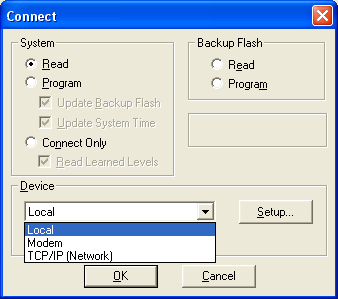 Connect
System
Read
Program
Update Backup Flash
Update System Time
Connect Only
Read Learned Levels
Backup Flash
Read
Program
Device
Local
Setup...
Local
Modem
TCP/IP (Network)
OK
Cancel